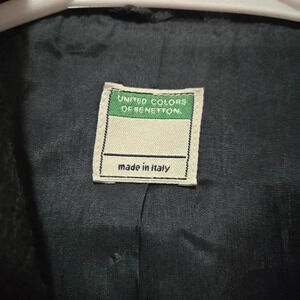 UNITED COLORS
OF BENETTON.
made in italy